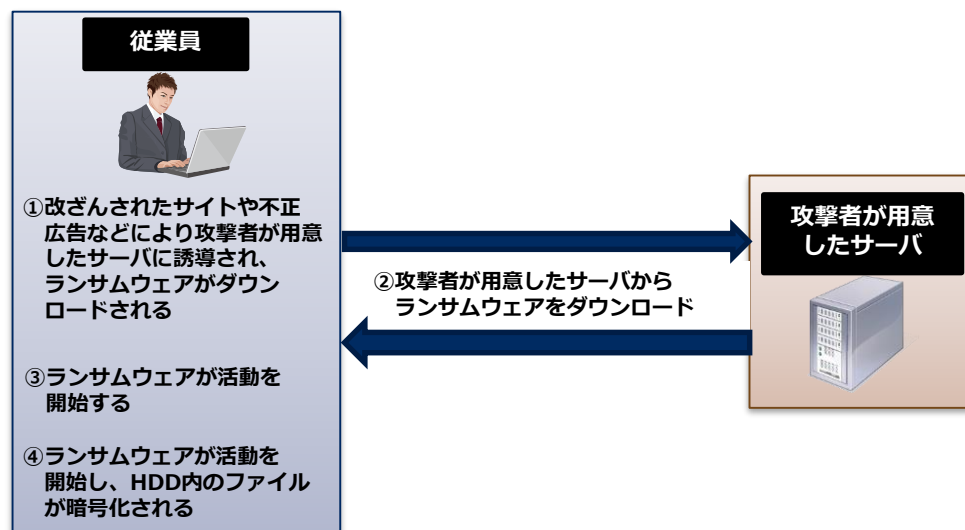 従業員
①改ざんされたサイトや不正
広告などにより攻撃者が用意
したサーバに誘導され、
ランサムウェアがダウン
ロードされる
③ランサムウェアが活動を
開始する
④ランサムウェアが活動を
開始し、HDD内のファイル
が暗号化される
②攻撃者が用意したサーバから
ランサムウェアをダウンロード
攻撃者が用意
したサーバ